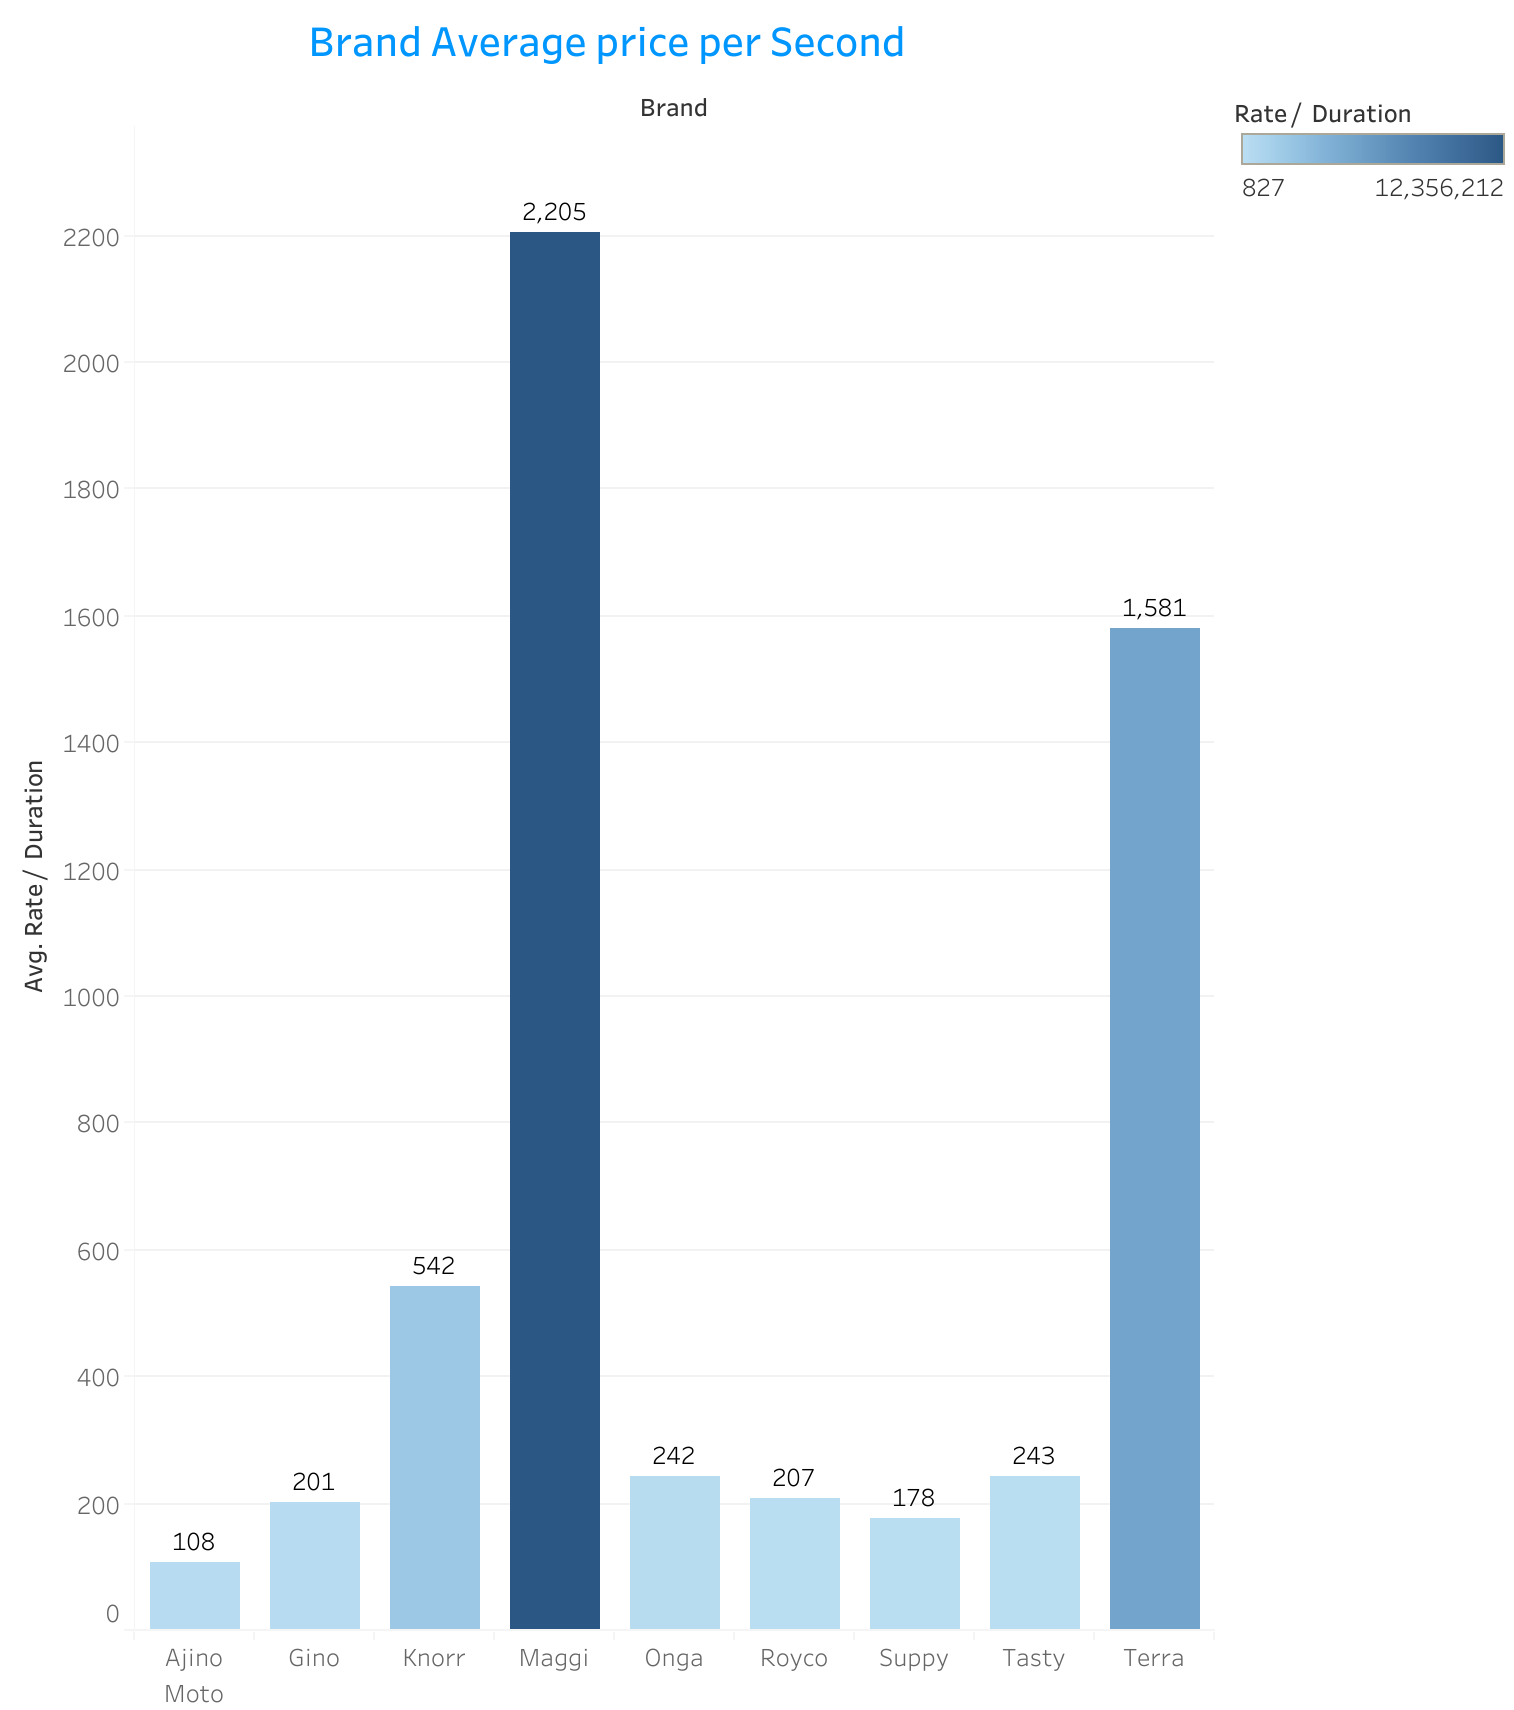 Brand Average price per Second
Brand
Rate / Duration
827 12,356,212
Avg. Rate / Duration
2200
2000
1800
1600
1400
1200
1000
800
600
400
200
0
108
201
542
2,205
242
207
178
243
1,581
Ajino
Moto
Gino
Knorr
Maggi
Onga
Royco
Suppy
Tasty
Terra